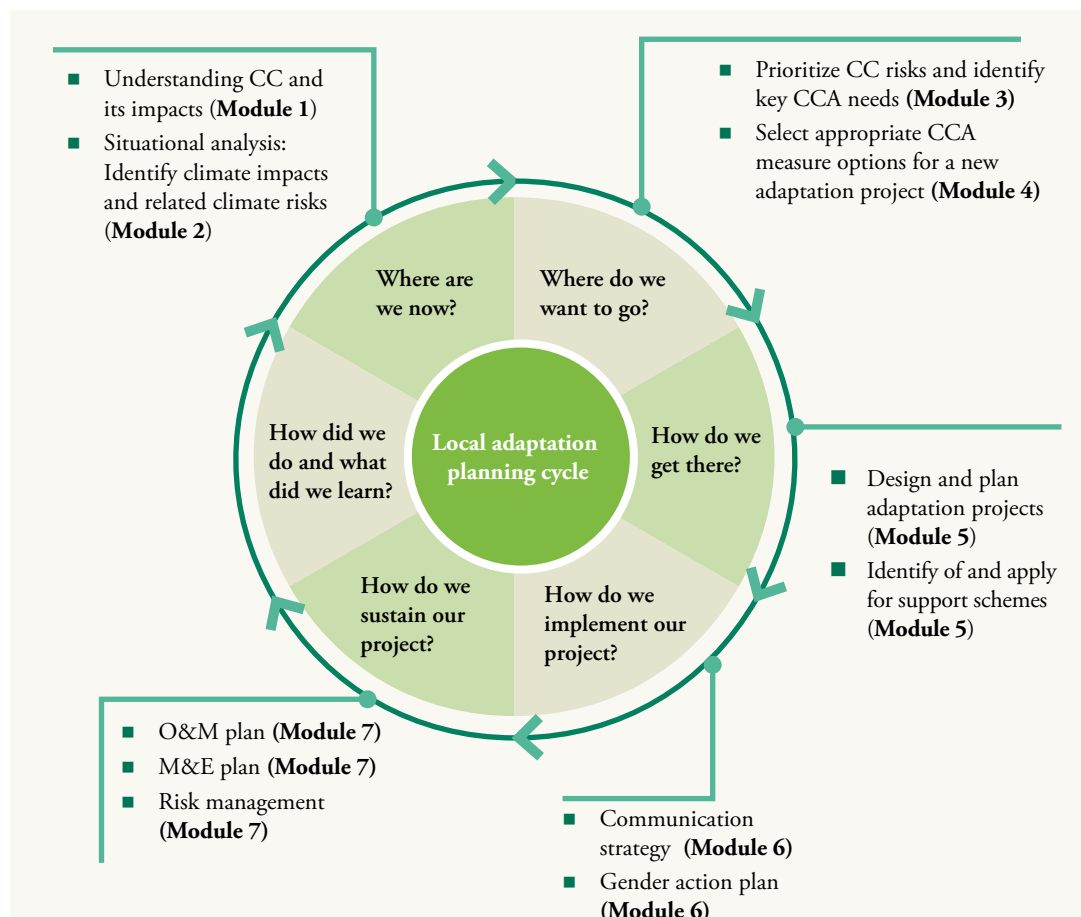 Understanding CC and
its impacts (Module 1)
Situational analysis:
Identify climate impacts
and related climate risks
(Module 2)
Prioritize CC risks and identify
key CCA needs (Module 3)
Select appropriate CCA
measure options for a new
adaptation project (Module 4)
Where are
we now?
Where do we
want to go?
How did we
do and what
did we learn?
Local adaptation
planning cycle
How do we
get there?
Design and plan
adaptation projects
(Module 5)
Identify of and apply
for support schemes
(Module 5)
How do we
sustain our
project?
How do we
implement our
project?
O&M plan (Module 7)
M&E plan (Module 7)
Risk management
(Module 7)
Communication
strategy (Module 6)
Gender action plan
(Module 6)